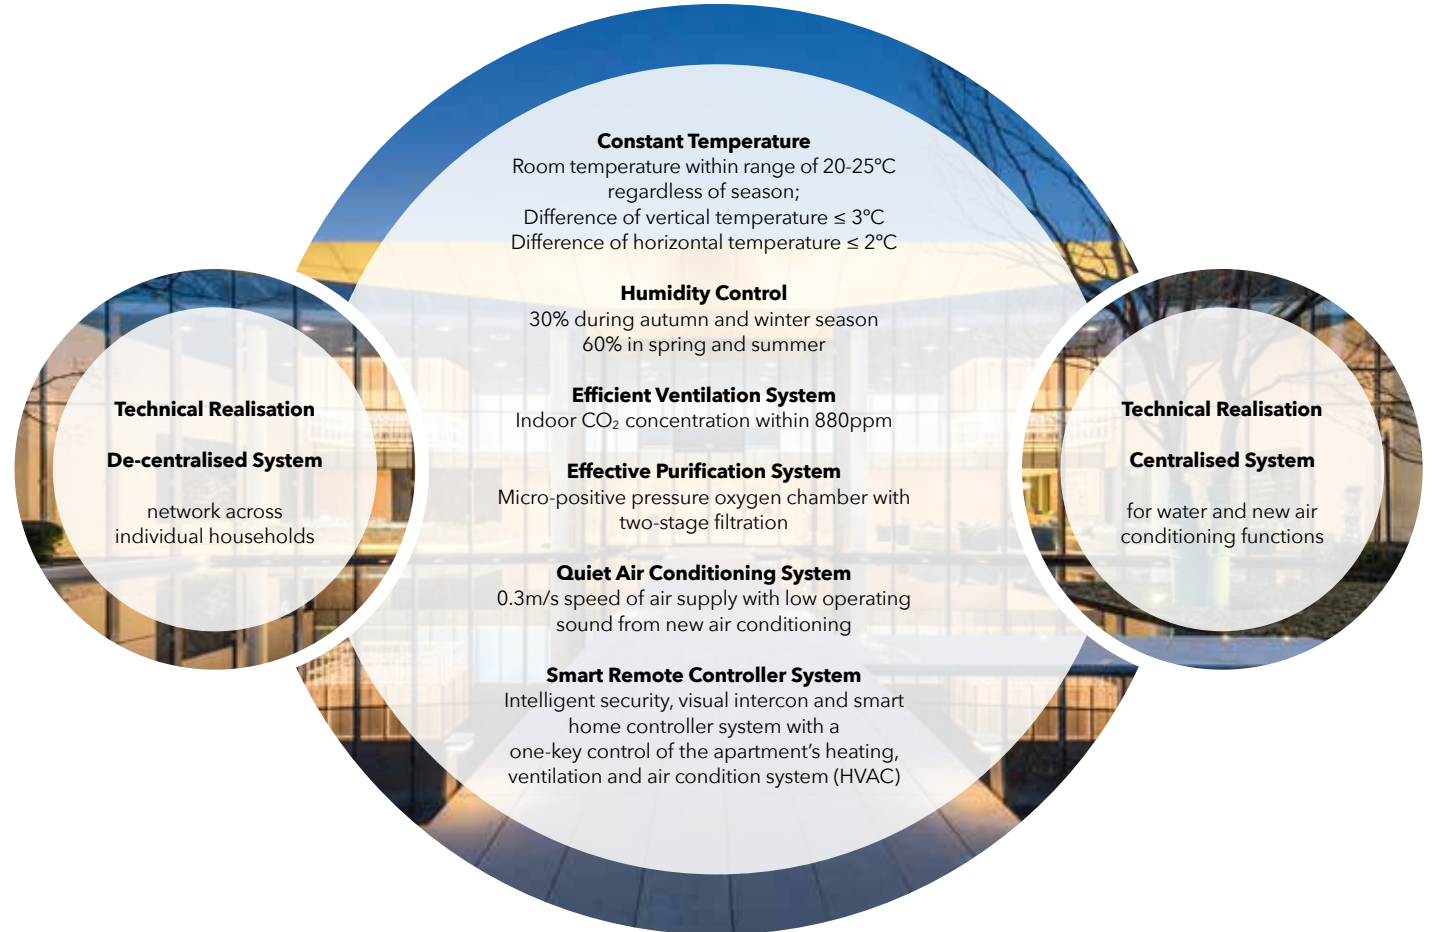 Constant Temperature
Room temperature within range of 20-25ºC
regardless of season;
Difference of vertical temperature ≤ 3ºC
Difference of horizontal temperature ≤ 2ºC
Humidity Control
30% during autumn and winter season
60% in spring and summer
Efficient Ventilation System
Indoor CO₂ concentration within 880ppm
Effective Purification System
Micro-positive pressure oxygen chamber with
two-stage filtration
Quiet Air Conditioning System
0.3m/s speed of air supply with low operating
sound from new air conditioning
Smart Remote Controller System
Intelligent security, visual intercon and smart
home controller system with a
one-key control of the apartment’s heating,
ventilation and air condition system (HVAC)
Technical Realisation
De-centralised System
network across
individual households
Technical Realisation
Centralised System
for water and new air
conditioning functions